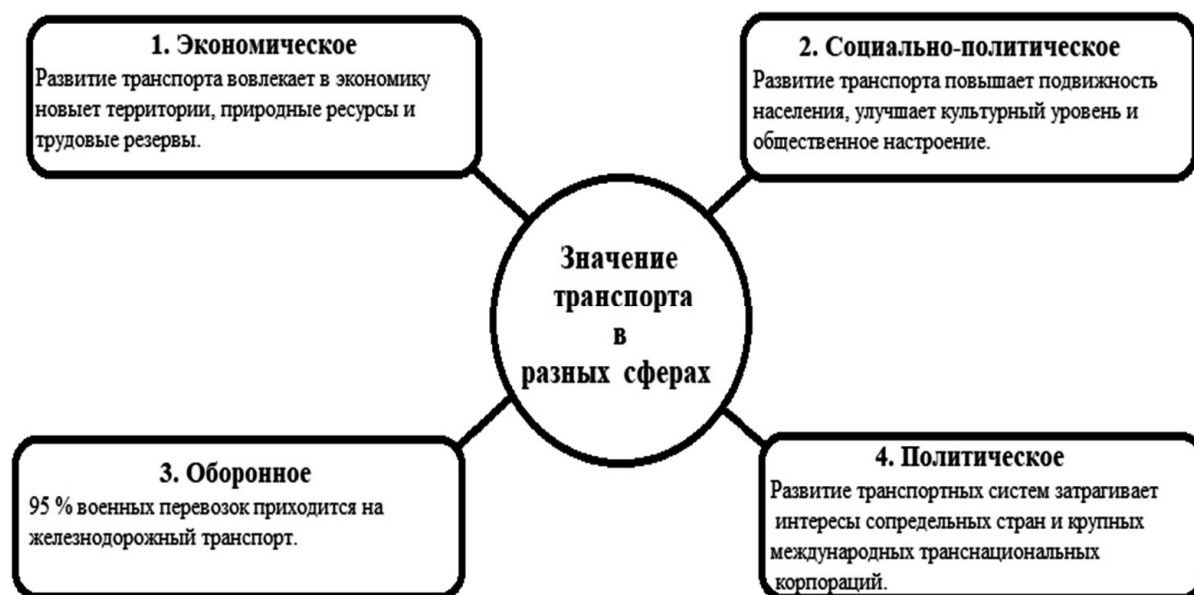 1. Экономическое
Развитие транспорта вовлекает в экономику
новыет территории, природные ресурсы и
трудовые резервы.
2. Социально-политическое
Развитие транспорта повышает подвижность
населения, улучшает культурный уровень и
общественное настроение.
Значение
транспорта
в
разных сферах
3. Оборонное
95 % военных перевозок приходится на
железнодорожный транспорт.
4. Политическое
Развитие транспортных систем затрагивает
интересы сопредельных стран и крупных
международных транснациональных
корпораций.